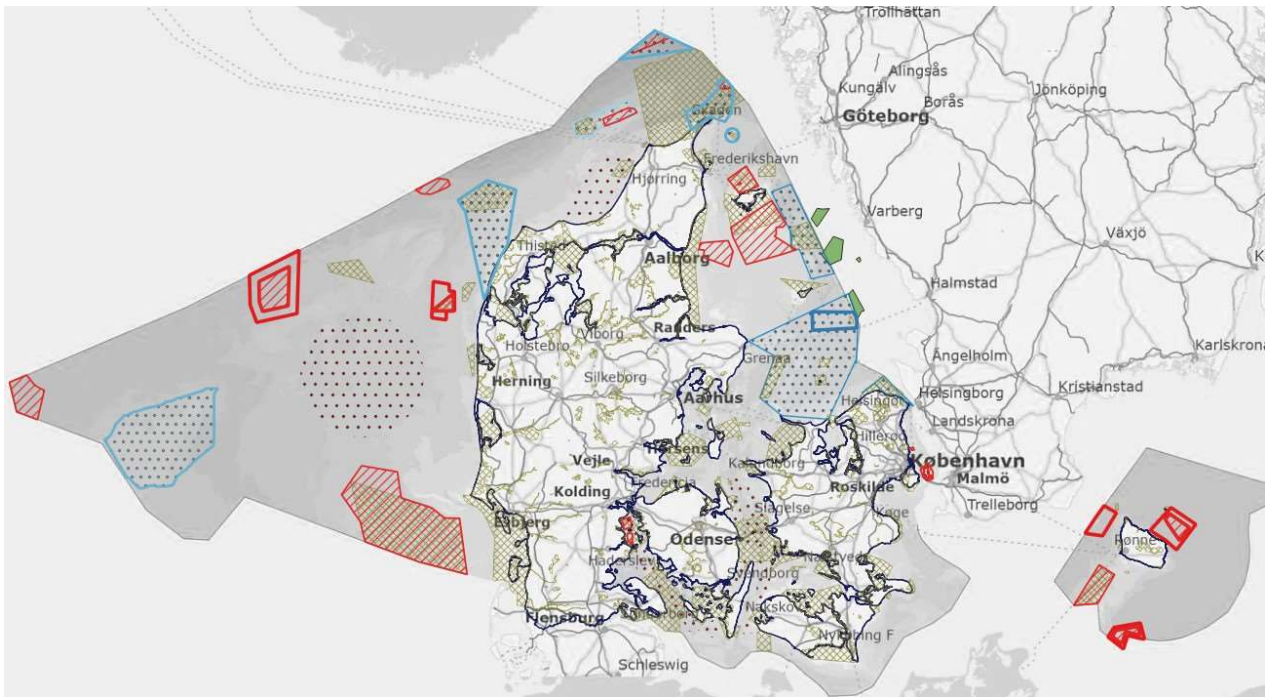 Trollhättan
Alingsås
Jönköping
Kungälv
Borås
Göteborg
Skagen
Frederikshavn
Hjørring
Varberg
Växjö
Thisted
Aalborg
Halmstad
Randers
Viborg
Holstebro
Ängelholm
Karlskrona
Grenaa
Silkeborg
Herning
Kristianstad
Helsingborg
Aarhus
Helsingør
Landskrona
Hillerød
Horsens
Vejle
Kalundborg
København
Malmö
Fredericia
Roskilde
Kolding
Slagelse
Trelleborg
Køge
Esbjerg
Odense
Rønne
Haderslev
Næstved
Svendborg
Nakskov
Flensburg
Nykøbing F
Schleswig